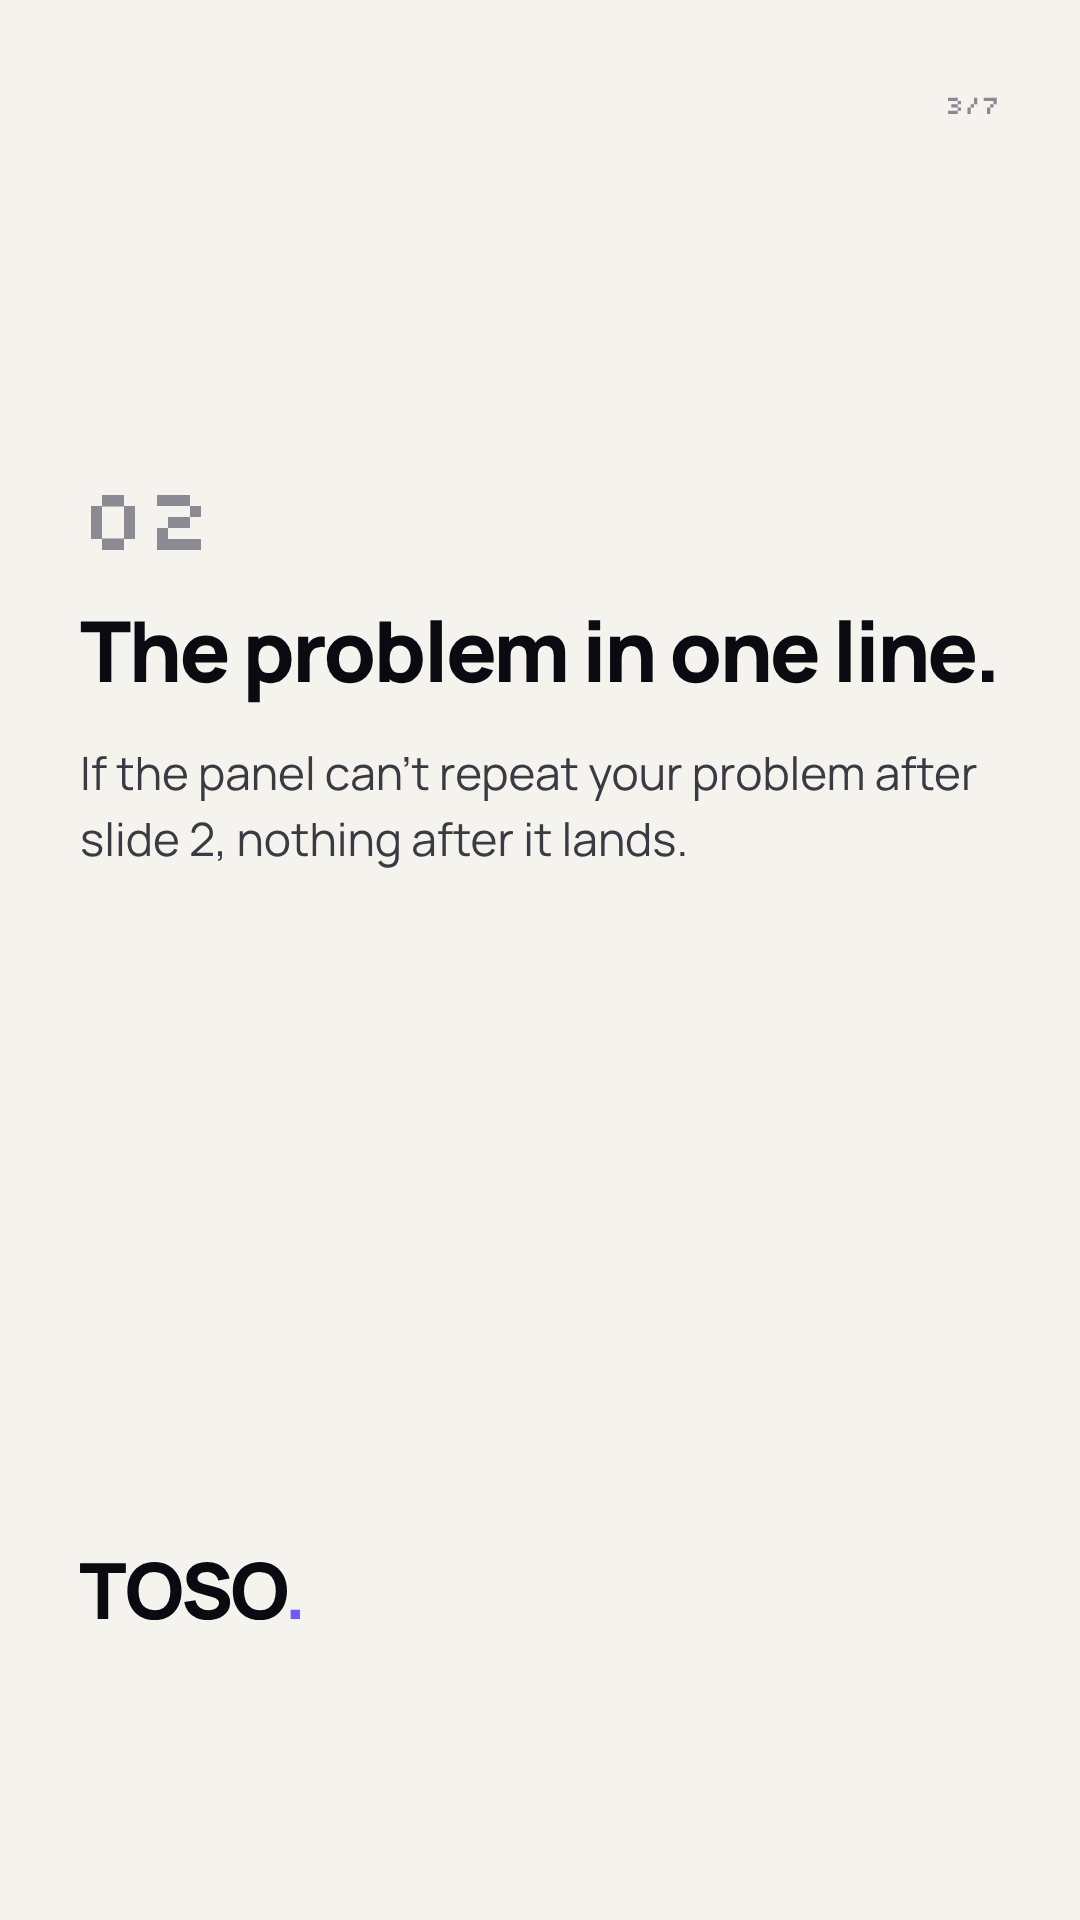 3/7
02
The problem in one line.
If the panel can’t repeat your problem after
slide 2, nothing after it lands.
TOSO.